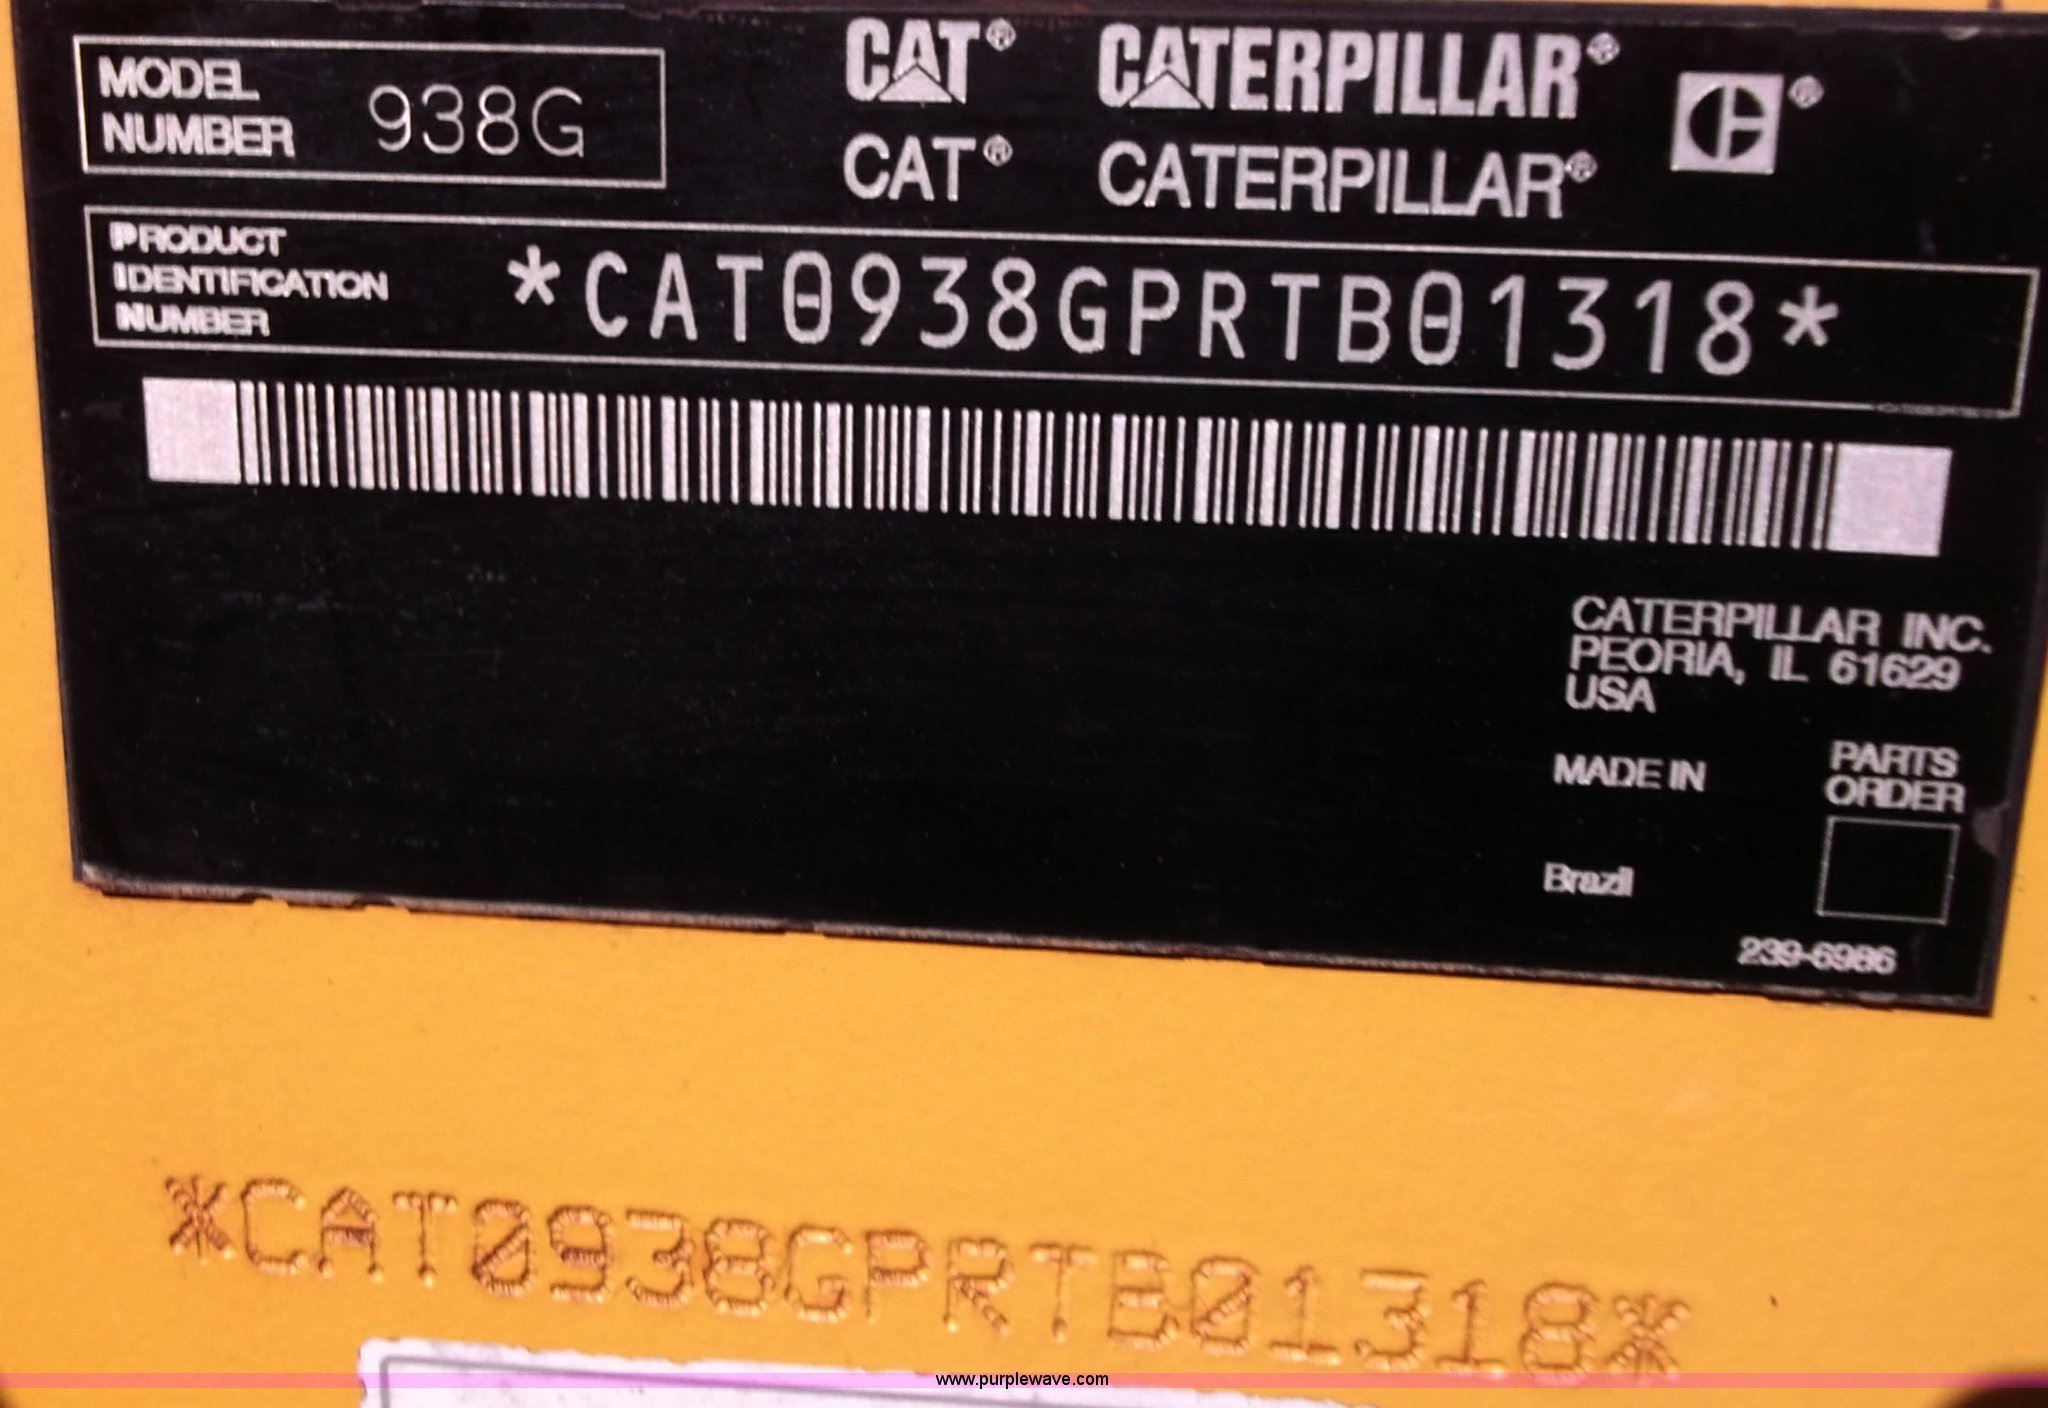 MODEL
NUMBER 938G
CAT® CATERPILLAR®
CAT® CATERPILLAR®
®
PRODUCT
IDENTIFICATION
NUMBER
*CAT0938GPRTB01318*
CATERPILLAR INC.
PEORIA, IL 61629
USA
MADE IN
Brazil
PARTS
ORDER
239-6986
*CAT0938GPRTB01318*
www.purplewave.com